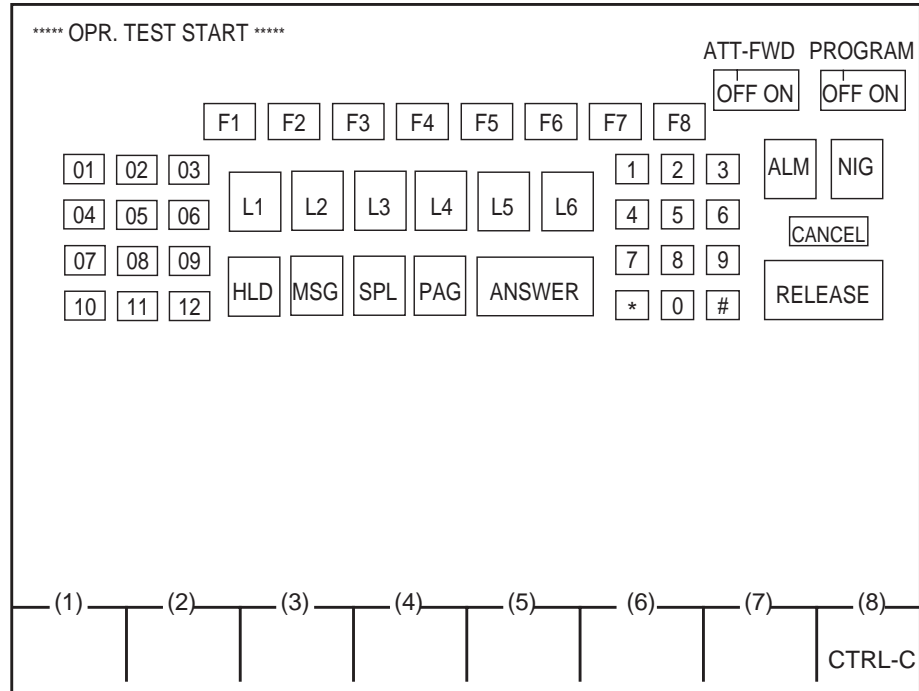 ***** OPR. TEST START *****
ATT-FWD PROGRAM
OFF ON OFF ON
F1 F2 F3 F4 F5 F6 F7 F8
01 02 03 L1 L2 L3 L4 L5 L6 1 2 3 ALM NIG
04 05 06 4 5 6 CANCEL
07 08 09 HLD MSG SPL PAG ANSWER 7 8 9 RELEASE
10 11 12 * 0 #
(1) (2) (3) (4) (5) (6) (7) (8)
CTRL-C